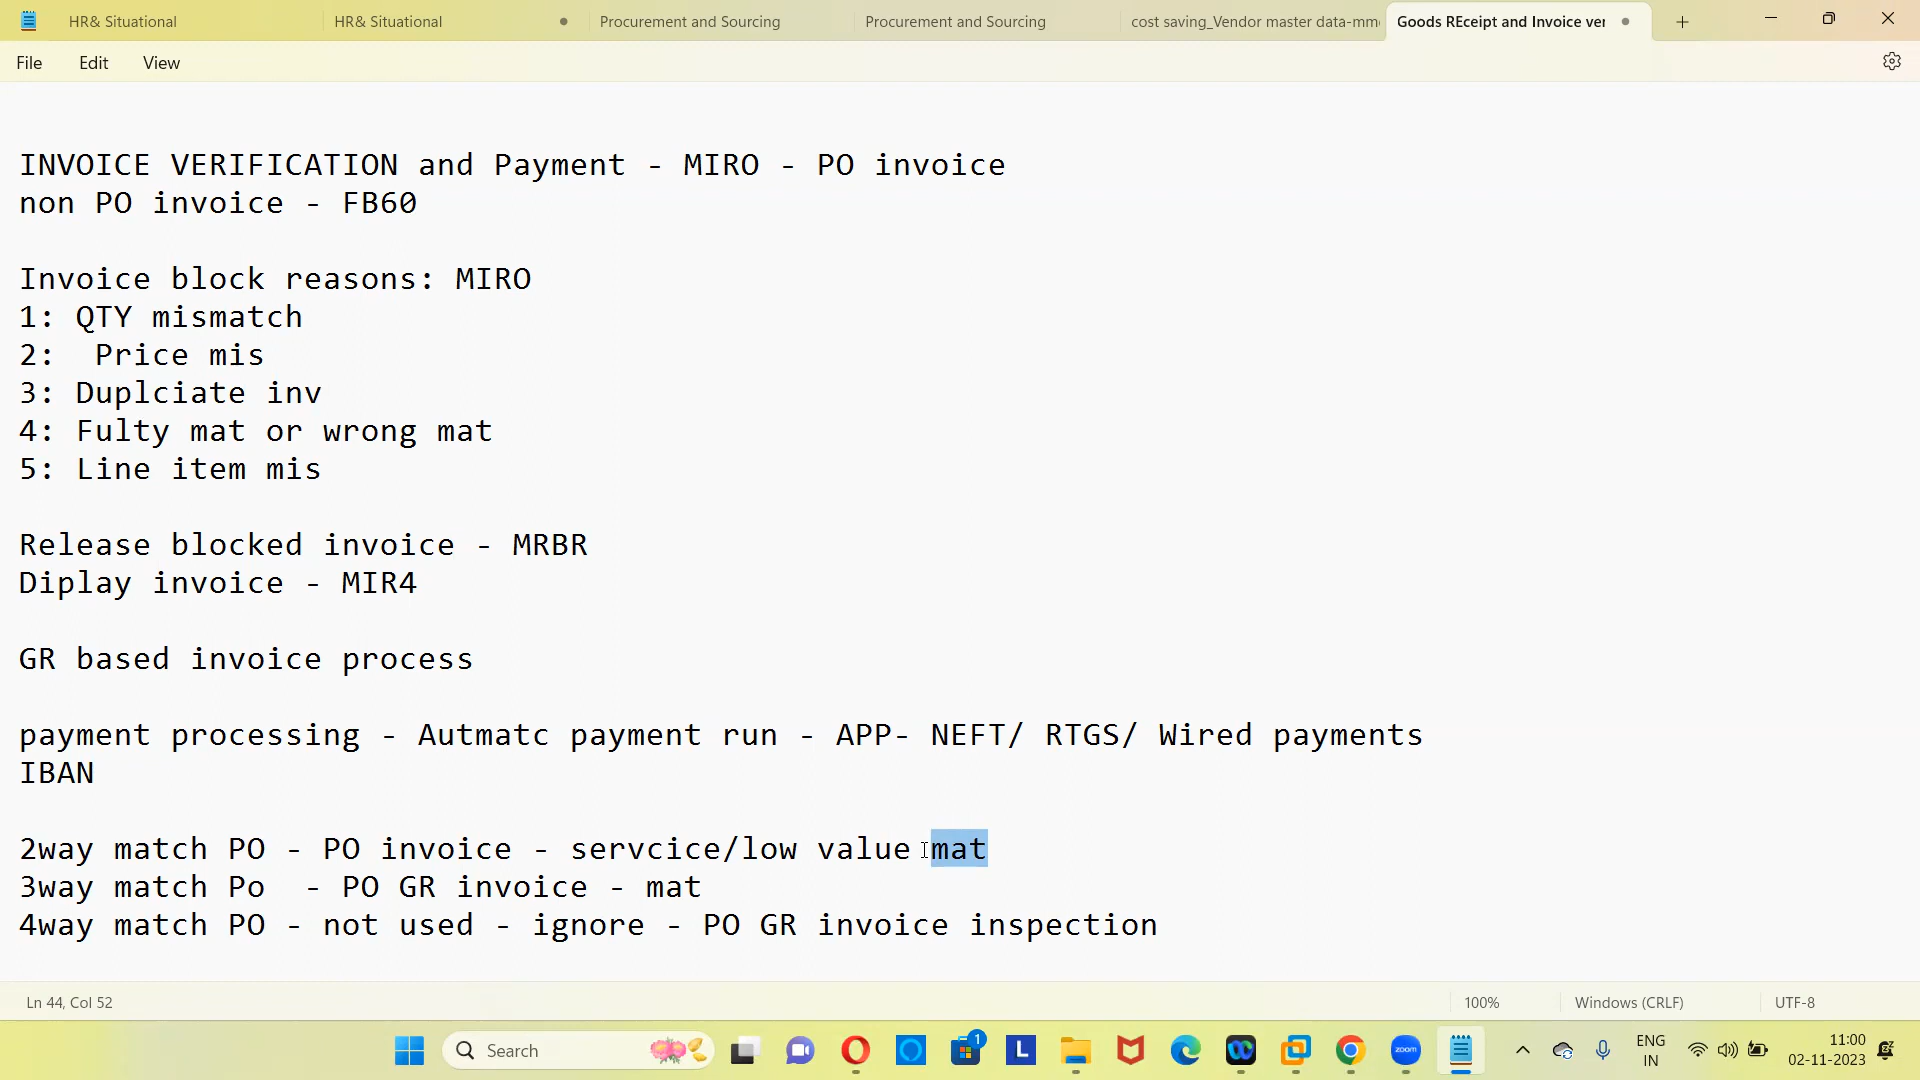 HR& Situational
HR& Situational
Procurement and Sourcing
Procurement and Sourcing
cost saving_Vendor master data-mm
Goods REceipt and Invoice ver
File
Edit
View
INVOICE VERIFICATION and Payment - MIRO - PO invoice
non PO invoice - FB60
Invoice block reasons: MIRO
1: QTY mismatch
2:  Price mis
3: Duplciate inv
4: Fulty mat or wrong mat
5: Line item mis
Release blocked invoice - MRBR
Diplay invoice - MIR4
GR based invoice process
payment processing - Autmatc payment run - APP- NEFT/ RTGS/ Wired payments
IBAN
2way match PO - PO invoice - servcice/low value mat
3way match Po  - PO GR invoice - mat
4way match PO - not used - ignore - PO GR invoice inspection
Ln 44, Col 52
100%
Windows (CRLF)
UTF-8
Search
1
L
zoom
ENG
IN
11:00
02-11-2023